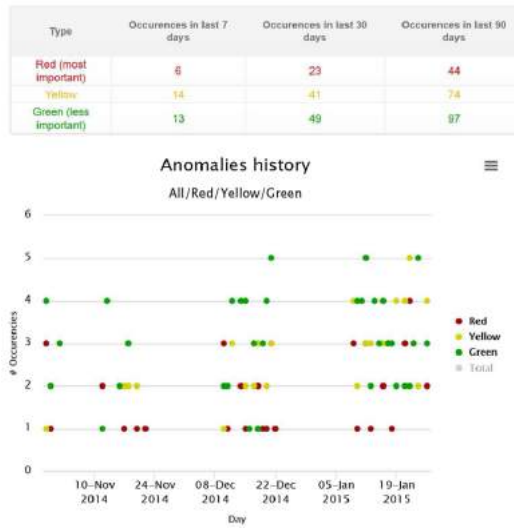 Type
Occurences in last 7 days
Occurences in last 30 days
Occurences in last 90 days
Red (most important)
6
23
44
Yellow
14
41
74
Green (less important)
13
49
97
Anomalies history
All/Red/Yellow/Green
# Occurencies
6
5
4
3
2
1
0
10-Nov 2014
24-Nov 2014
08-Dec 2014
22-Dec 2014
05-Jan 2015
19-Jan 2015
Day
Red
Yellow
Green
Total